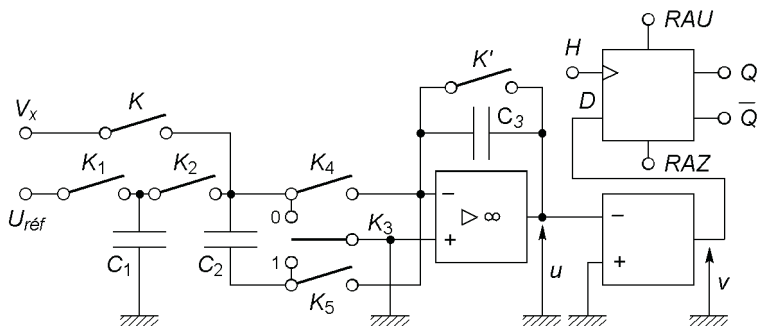 RAU
H
Q
D
Q̅
RAZ
K'
C₃
K
Vₓ
K₁
K₂
K₄
Uréf
0
K₃
1
K₅
C₁
C₂
−
▷ ∞
+
−
+
u
v